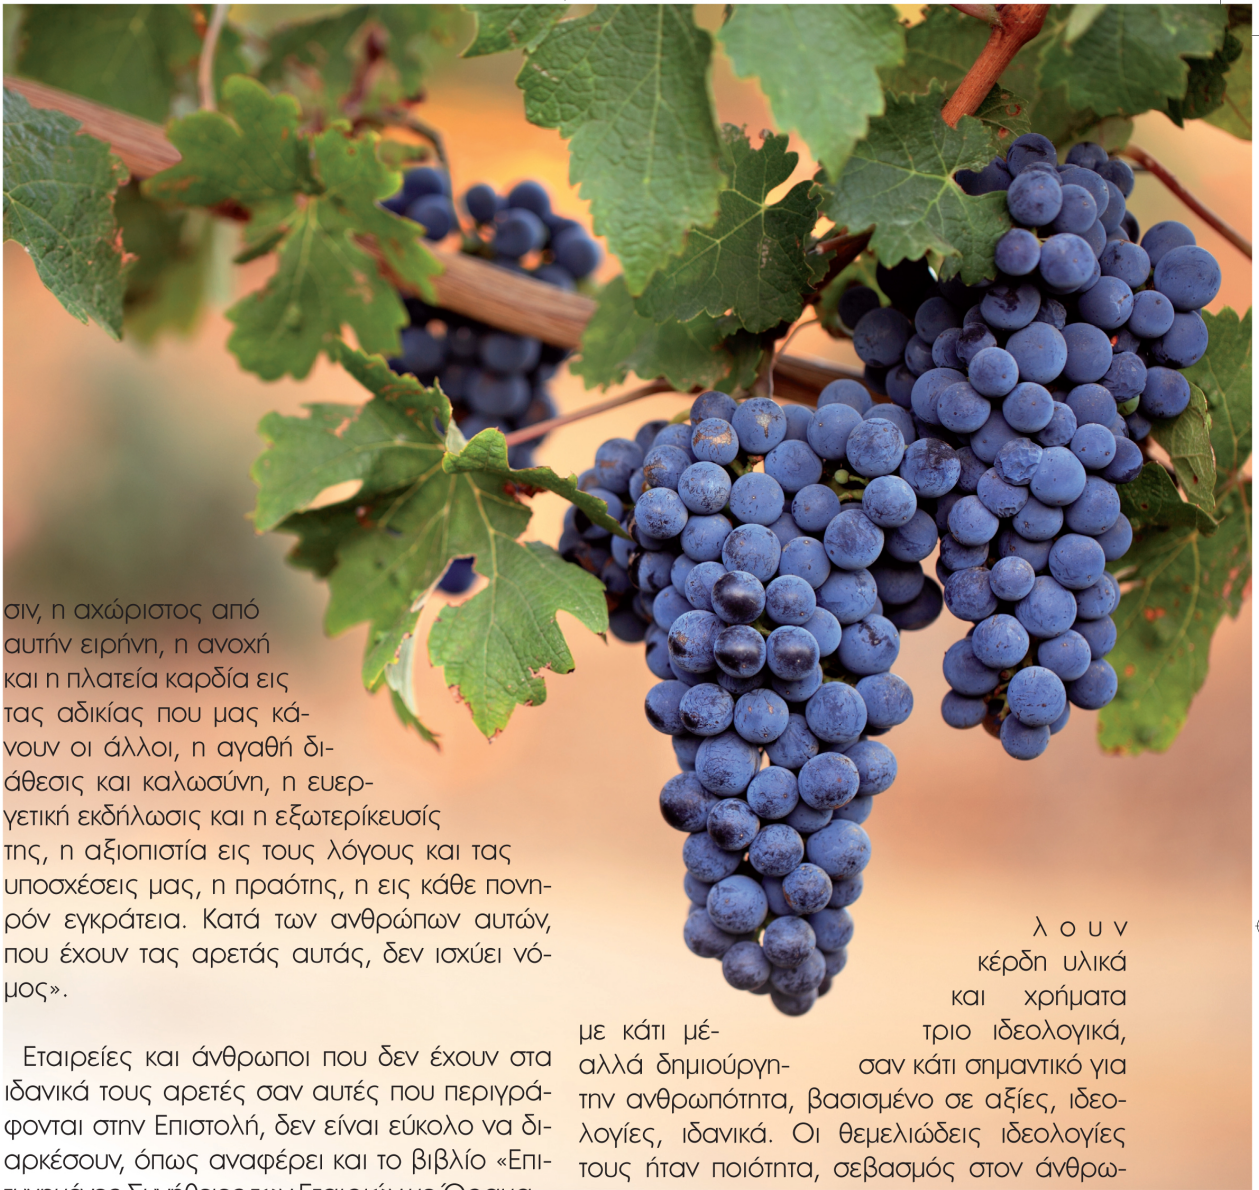 σιν, η αχώριστος από
αυτήν ειρήνη, η ανοχή
και η πλατεία καρδία εις
τας αδικίας που μας κά-
νουν οι άλλοι, η αγαθή δι-
άθεσις και καλωσύνη, η ευερ-
γετική εκδήλωσις και η εξωτερίκευσίς
της, η αξιοπιστία εις τους λόγους και τας
υποσχέσεις μας, η πραότης, η εις κάθε πονη-
ρόν εγκράτεια. Κατά των ανθρώπων αυτών,
που έχουν τας αρετάς αυτάς, δεν ισχύει νό-
μος».
Εταιρείες και άνθρωποι που δεν έχουν στα
ιδανικά τους αρετές σαν αυτές που περιγρά-
φονται στην Επιστολή, δεν είναι εύκολο να δι-
αρκέσουν, όπως αναφέρει και το βιβλίο «Επι-
λουν
κέρδη υλικά
και χρήματα
με κάτι μέ- τριο ιδεολογικά,
αλλά δημιούργη- σαν κάτι σημαντικό για
την ανθρωπότητα, βασισμένο σε αξίες, ιδεο-
λογίες, ιδανικά. Οι θεμελιώδεις ιδεολογίες
τους ήταν ποιότητα, σεβασμός στον άνθρω-